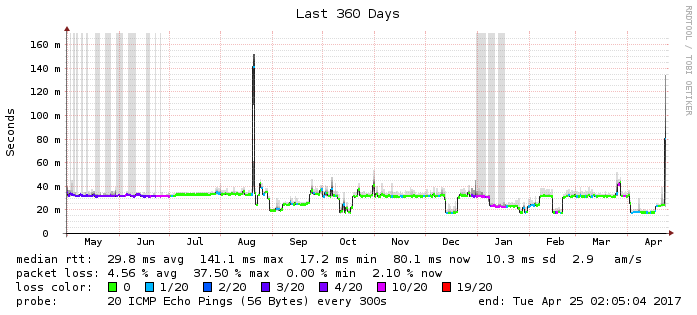 Last 360 Days
RRDTOOL / TOBI OETIKER
Seconds
160 m
140 m
120 m
100 m
80 m
60 m
40 m
20 m
0
May Jun Jul Aug Sep Oct Nov Dec Jan Feb Mar Apr
median rtt: 29.8 ms avg 141.1 ms max 17.2 ms min 80.1 ms now 10.3 ms sd 2.9 am/s
packet loss: 4.56 % avg 37.50 % max 0.00 % min 2.10 % now
loss color: 0 1/20 2/20 3/20 4/20 10/20 19/20
probe: 20 ICMP Echo Pings (56 Bytes) every 300s end: Tue Apr 25 02:05:04 2017